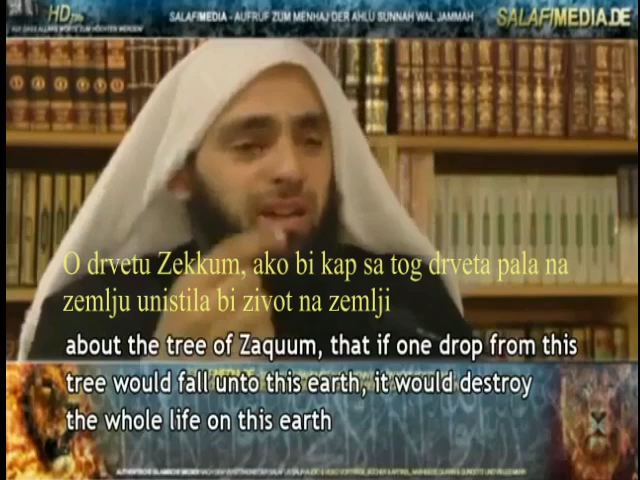 HD
SALAFIMEDIA - AUFRUF ZUM MENHAJ DER AHLU SUNNAH WAL JAMMAH
SALAFIMEDIA.DE
O drvetu Zekkum, ako bi kap sa tog drveta pala na
zemlju unistila bi zivot na zemlji
about the tree of Zaquum, that if one drop from this
tree would fall unto this earth, it would destroy
the whole life on this earth